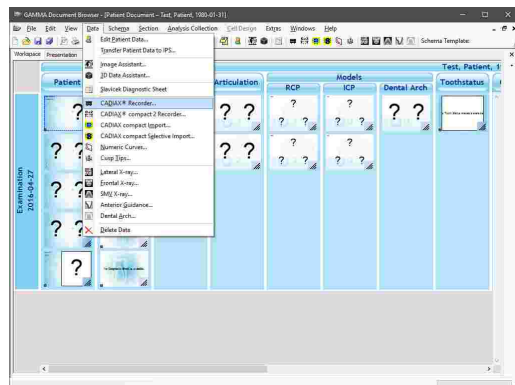 GAMMA Document Browser - [Patient Document - Test, Patient, 1980-01-31]
File Edit View Data Schema Section Analysis Collection Cell Design Extras Windows Help
Schema Template:
Workspace Presentation
Edit Patient Data...
Transfer Patient Data to IPS...
Image Assistant...
3D Data Assistant...
Slavicek Diagnostic Sheet
CADIAX® Recorder...
CADIAX® compact 2 Recorder...
CADIAX compact Import...
CADIAX compact Selective Import...
Numeric Curves...
Cusp Tips...
Lateral X-ray...
Frontal X-ray...
SMV X-ray...
Anterior Guidance...
Dental Arch...
Delete Data
Test, Patient, 1
Patient
Articulation
Models
RCP
ICP
Dental Arch
Toothstatus
Examination
2016-04-27
? ? ?
? ? ?
? ?